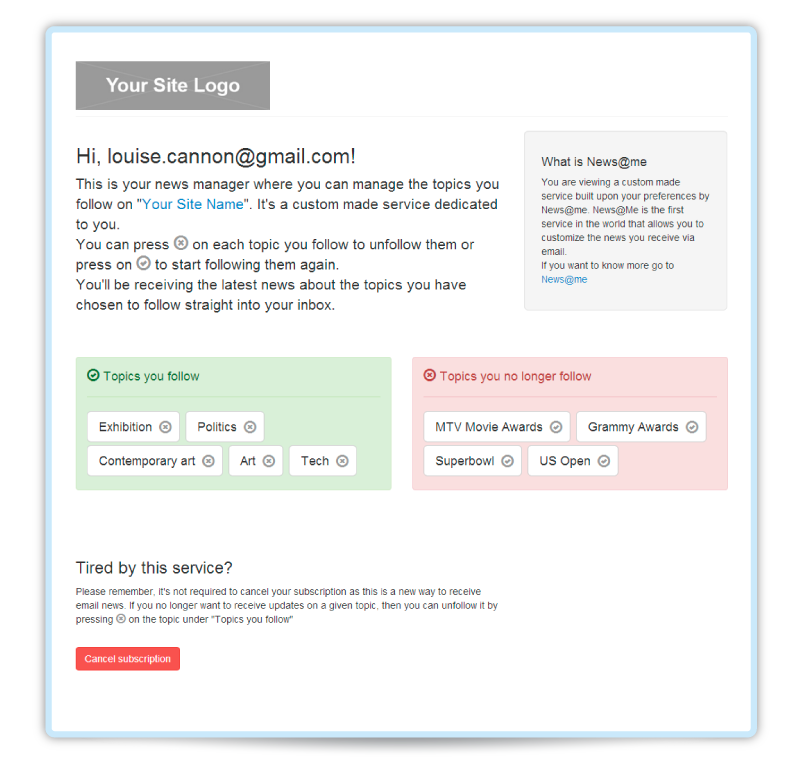 Your Site Logo
Hi, louise.cannon@gmail.com!
This is your news manager where you can manage the topics you
follow on "Your Site Name". It's a custom made service dedicated
to you.
You can press on each topic you follow to unfollow them or
press on to start following them again.
You'll be receiving the latest news about the topics you have
chosen to follow straight into your inbox.
What is News@me
You are viewing a custom made
service built upon your preferences by
News@me. News@Me is the first
service in the world that allows you to
customize the news you receive via
email.
If you want to know more go to
News@me
Topics you follow
Exhibition
Politics
Contemporary art
Art
Tech
Topics you no longer follow
MTV Movie Awards
Grammy Awards
Superbowl
US Open
Tired by this service?
Please remember, it's not required to cancel your subscription as this is a new way to receive
email news. If you no longer want to receive updates on a given topic, then you can unfollow it by
pressing on the topic under "Topics you follow"
Cancel subscription